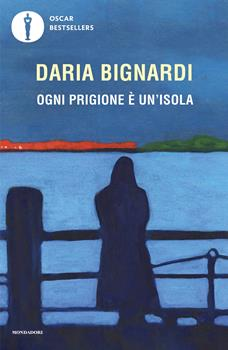 OSCAR
BESTSELLERS
DARIA BIGNARDI
OGNI PRIGIONE È UN'ISOLA
MONDADORI